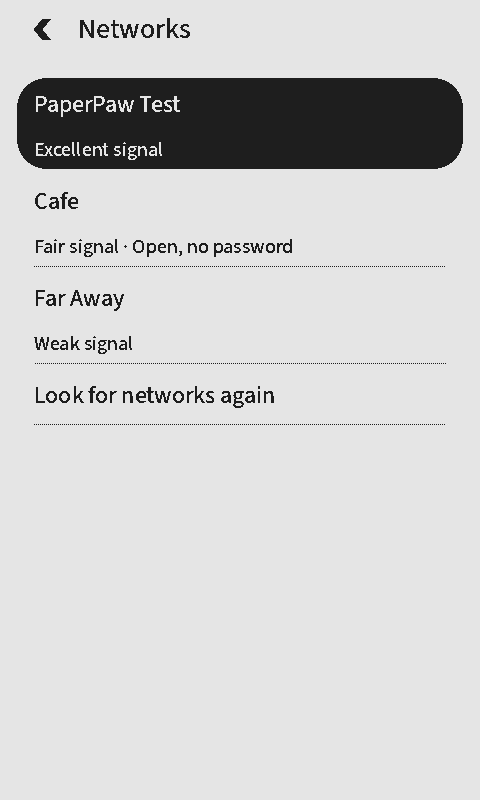 Networks
PaperPaw Test
Excellent signal
Cafe
Fair signal · Open, no password
Far Away
Weak signal
Look for networks again